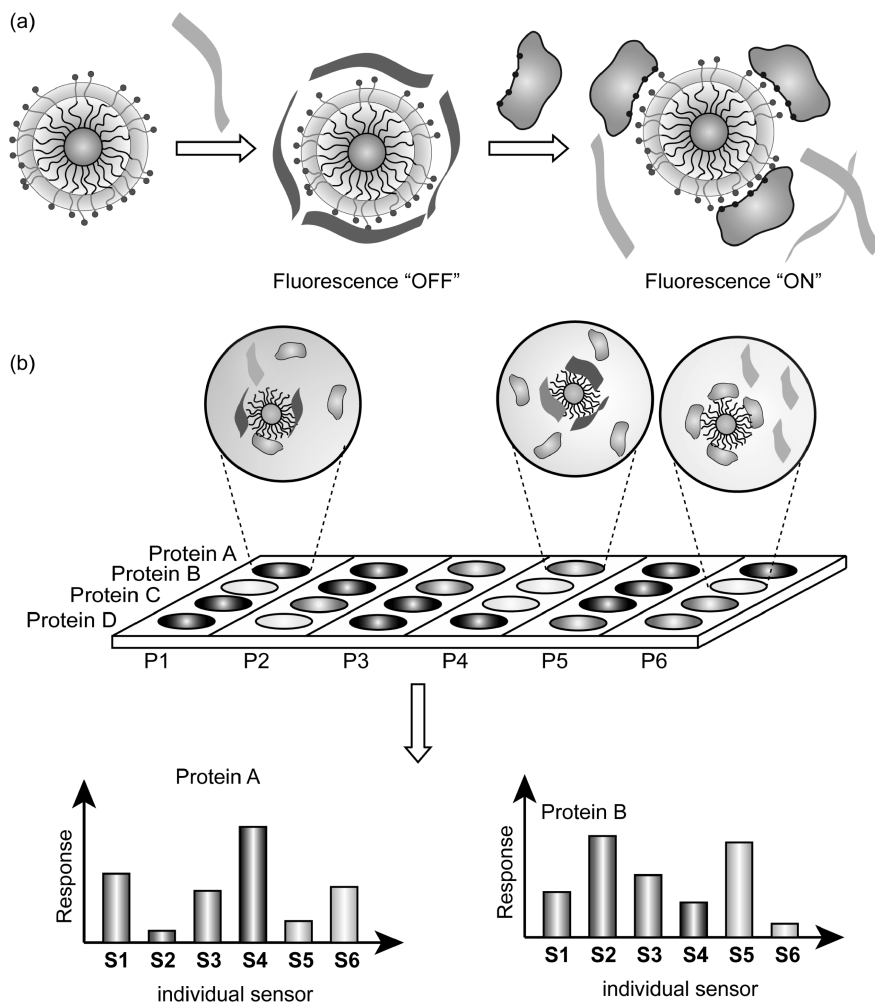 (a)
Fluorescence “OFF”
Fluorescence “ON”
(b)
Protein A
Protein B
Protein C
Protein D
P1 P2 P3 P4 P5 P6
Protein A
Response
S1 S2 S3 S4 S5 S6
individual sensor
Protein B
Response
S1 S2 S3 S4 S5 S6
individual sensor